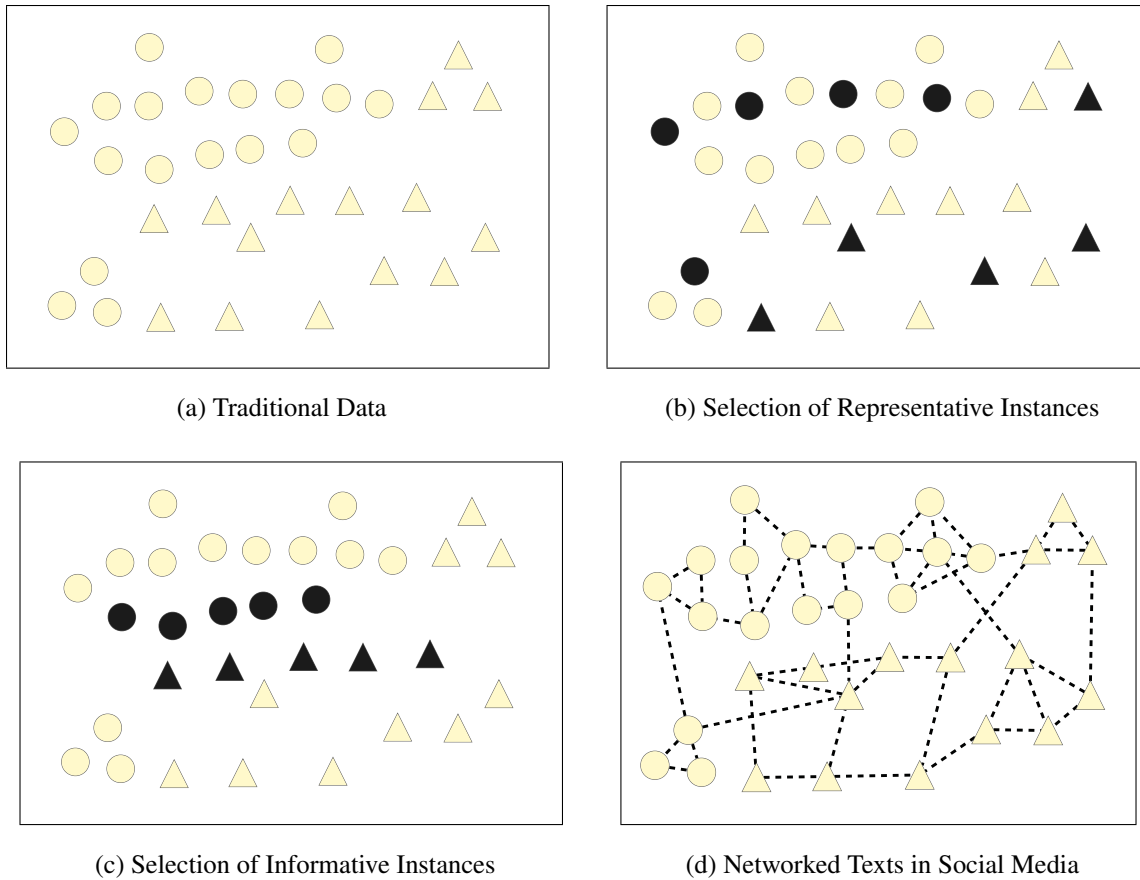 (a) Traditional Data
(b) Selection of Representative Instances
(c) Selection of Informative Instances
(d) Networked Texts in Social Media